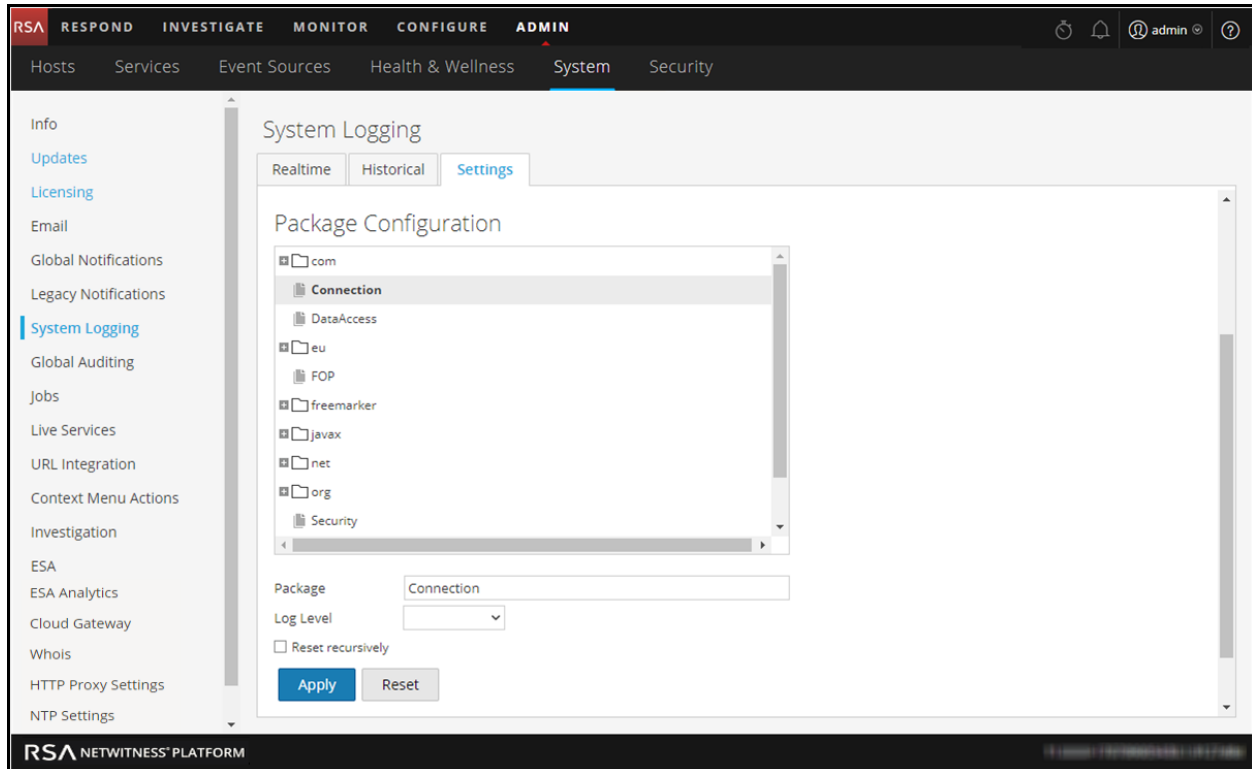 RSA RESPOND INVESTIGATE MONITOR CONFIGURE ADMIN admin ?
Hosts Services Event Sources Health & Wellness System Security
Info
Updates
Licensing
Email
Global Notifications
Legacy Notifications
System Logging
Global Auditing
Jobs
Live Services
URL Integration
Context Menu Actions
Investigation
ESA
ESA Analytics
Cloud Gateway
Whois
HTTP Proxy Settings
NTP Settings
System Logging
Realtime Historical Settings
Package Configuration
com
Connection
DataAccess
eu
FOP
freemarker
javax
net
org
Security
Package Connection
Log Level
Reset recursively
Apply Reset
RSA NETWITNESS® PLATFORM